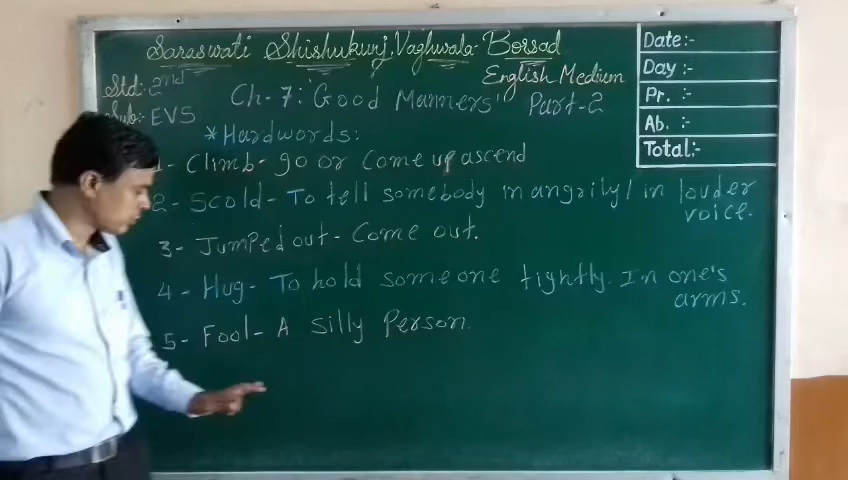 Saraswati Shishukunj, Vaghwala-Borsad
English Medium
Std:-2nd
Sub:-EVS
Ch-7: Good Manners" Part-2
*Hardwords:
1- Climb- go or come up ascend
2- Scold- To tell somebody in angrily/ in louder
voice.
3- Jumped out- Come out.
4- Hug- To hold someone tightly. In one's
arms.
5- Fool- A silly Person.
Date:-
Day :-
Pr. :-
Ab. :-
Total:-